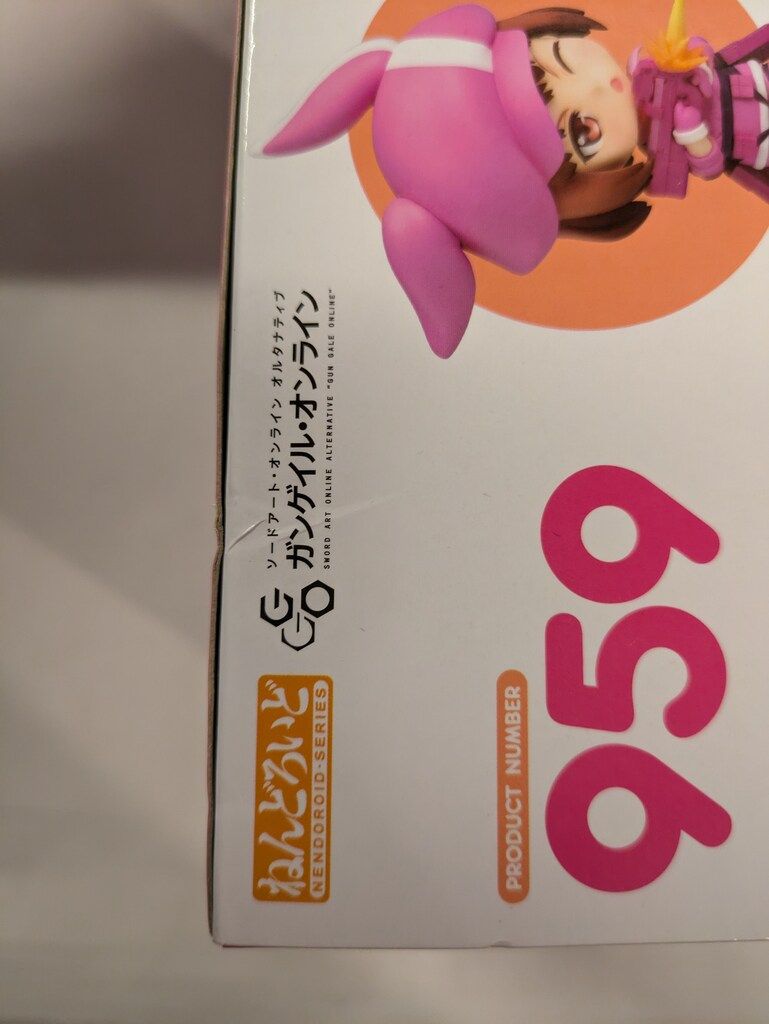 ねんどろいど
NENDOROID・SERIES
GGO
ソードアート・オンライン オルタナティブ
ガンゲイル・オンライン
SWORD ART ONLINE ALTERNATIVE "GUN GALE ONLINE"
PRODUCT NUMBER
959